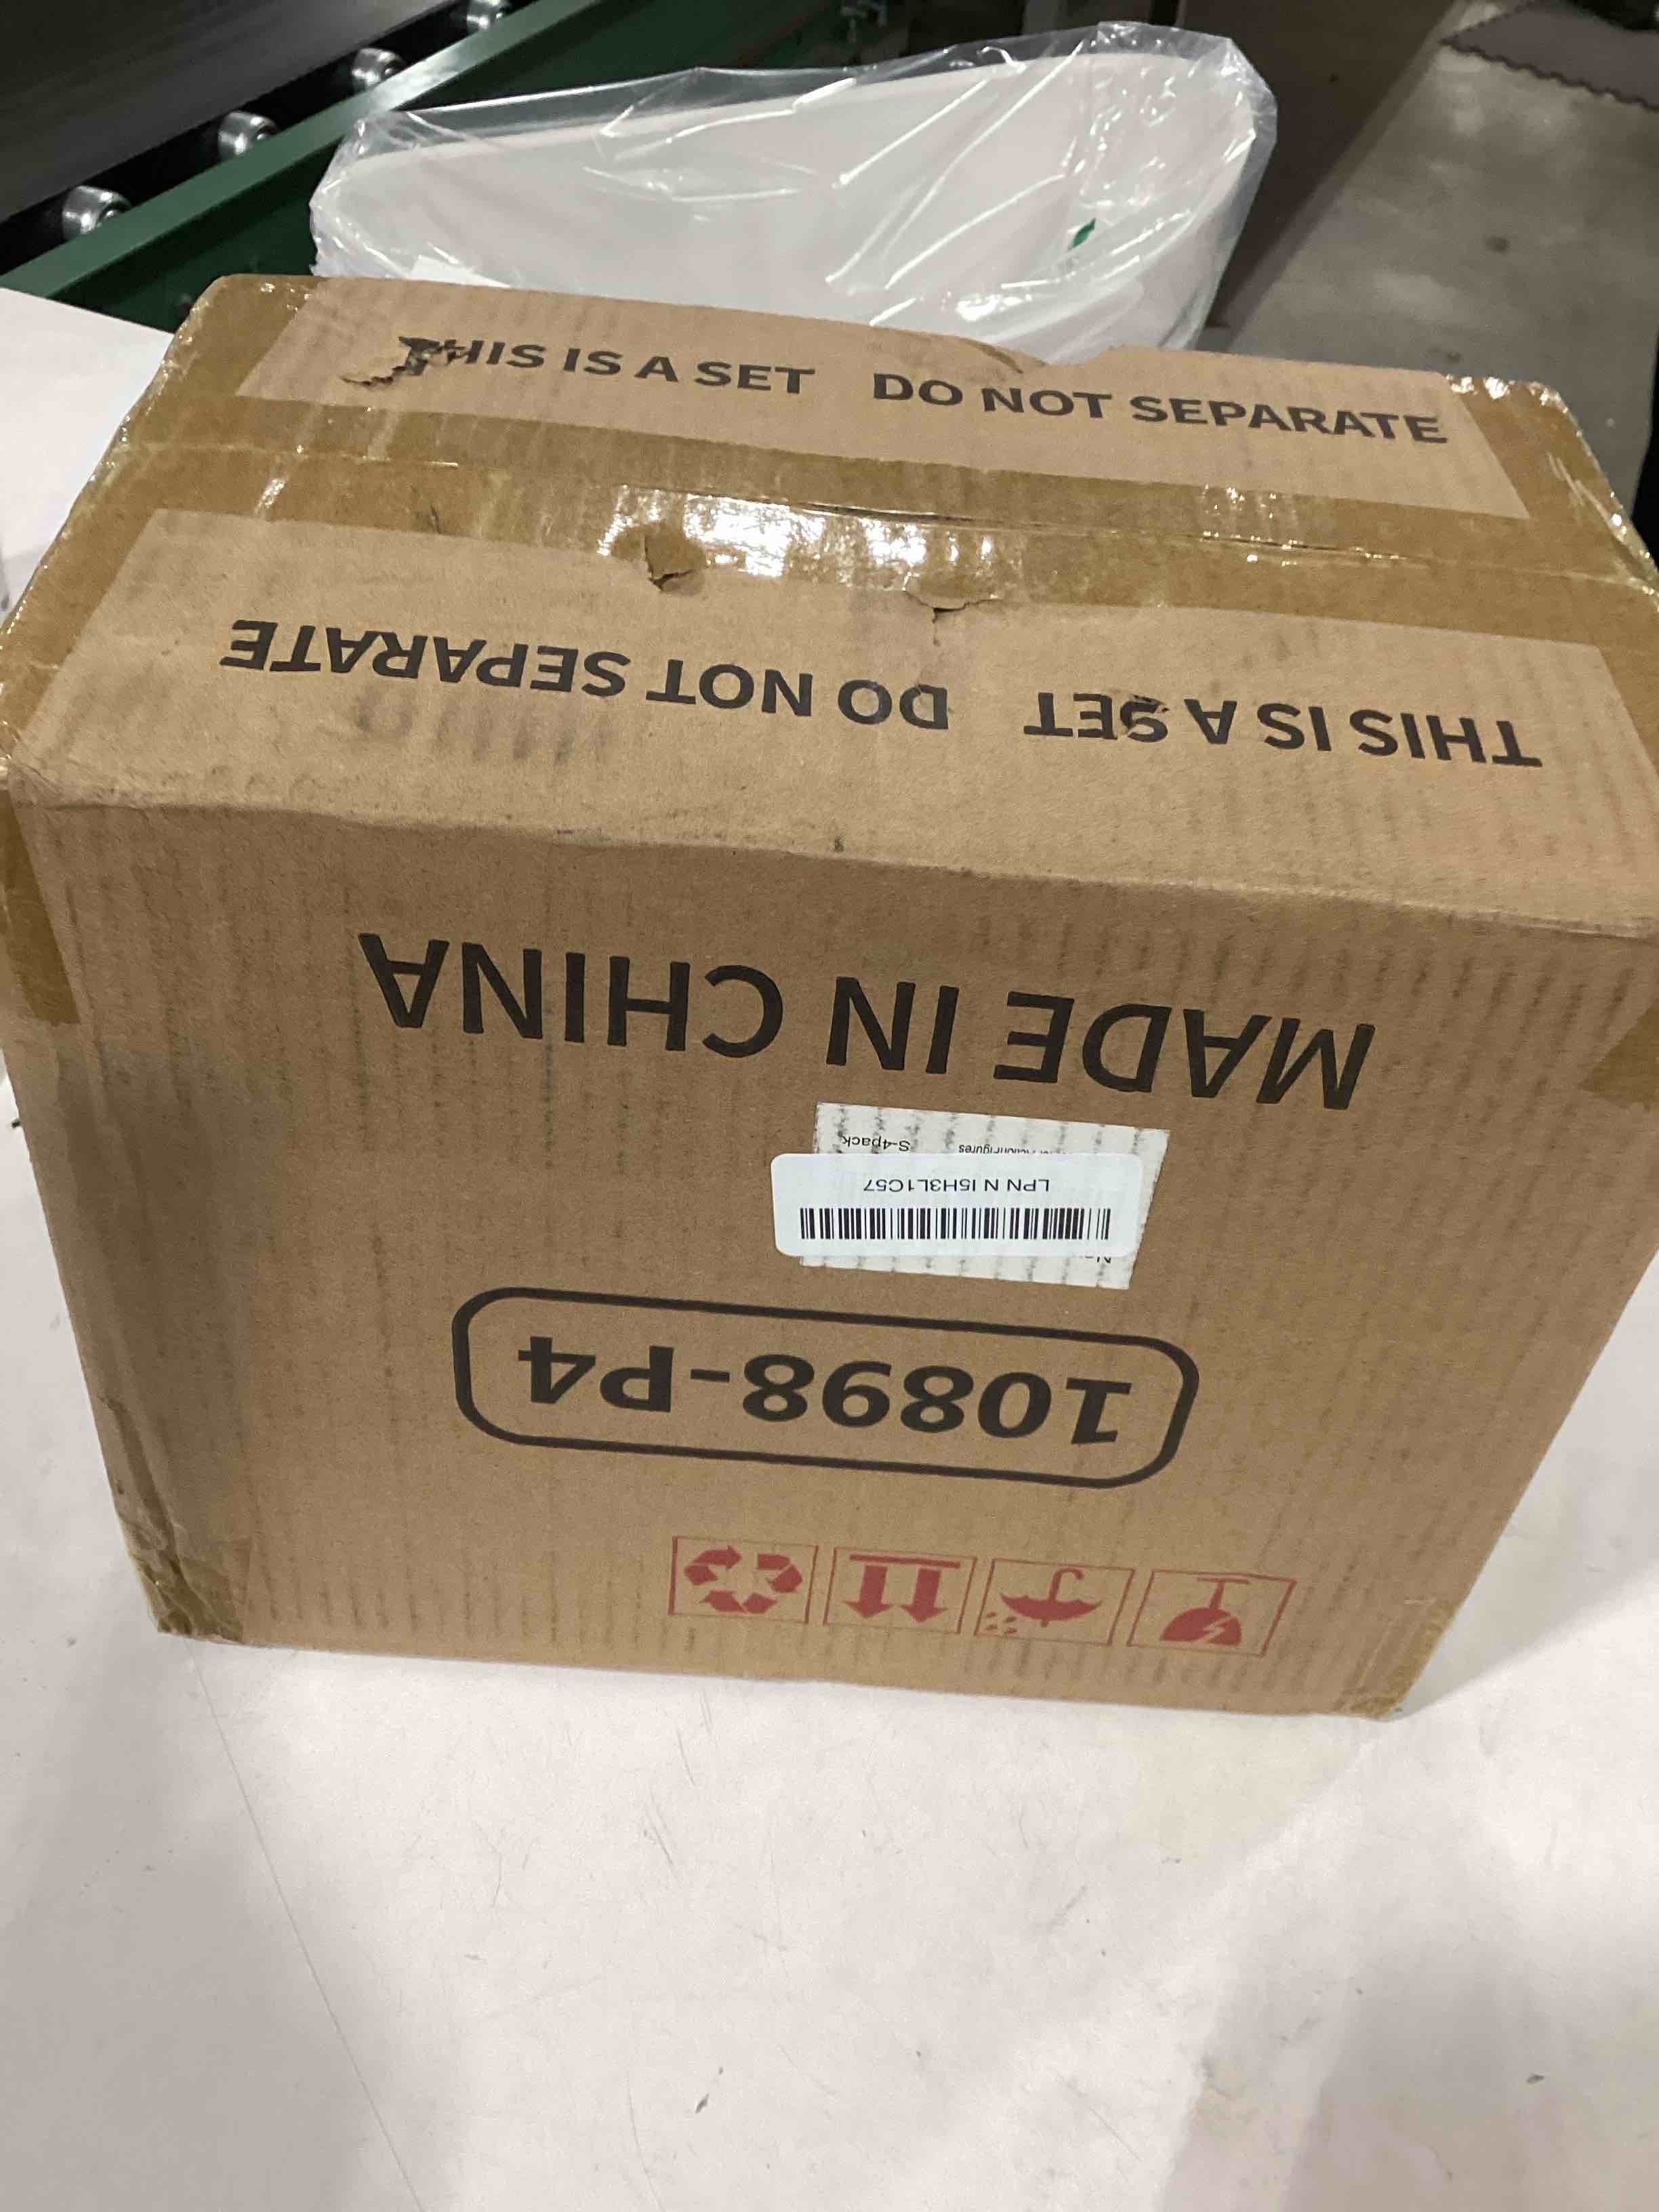 THIS IS A SET DO NOT SEPARATE
THIS IS A SET DO NOT SEPARATE
MADE IN CHINA
10898-P4
LPN N I5H3L1C57
ActionFigures
S-4pack